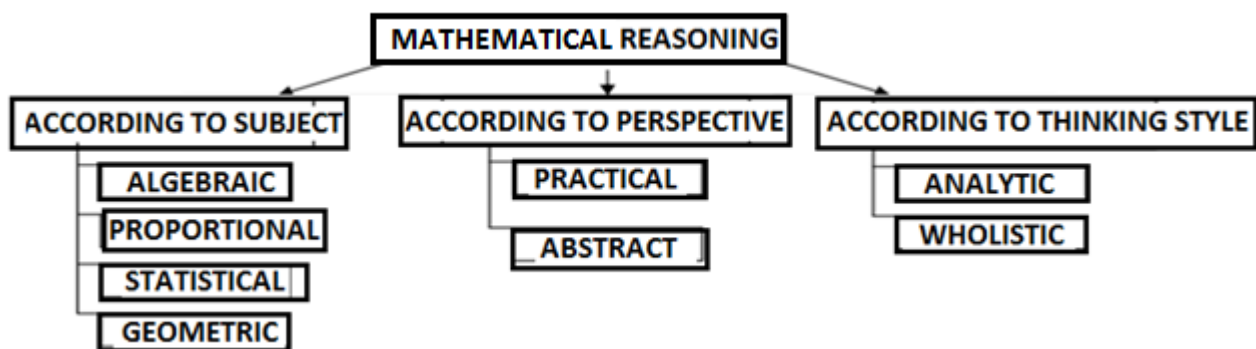 MATHEMATICAL REASONING
ACCORDING TO SUBJECT
ALGEBRAIC
PROPORTIONAL
STATISTICAL
GEOMETRIC
ACCORDING TO PERSPECTIVE
PRACTICAL
ABSTRACT
ACCORDING TO THINKING STYLE
ANALYTIC
WHOLISTIC